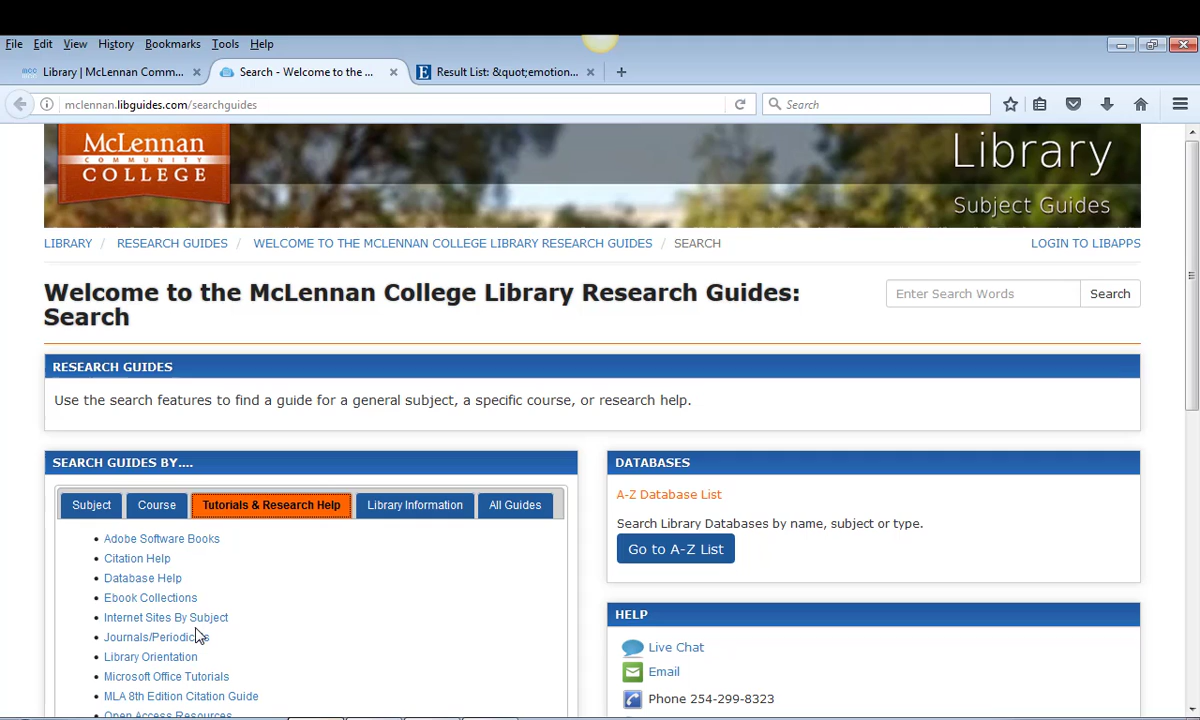 File Edit View History Bookmarks Tools Help
mcc Library | McLennan Comm... Search - Welcome to the ... Result List: &quot;emotion...
mclennan.libguides.com/searchguides Search
McLennan
COMMUNITY
COLLEGE
Library
Subject Guides
LIBRARY / RESEARCH GUIDES / WELCOME TO THE MCLENNAN COLLEGE LIBRARY RESEARCH GUIDES / SEARCH LOGIN TO LIBAPPS
Welcome to the McLennan College Library Research Guides:
Search
Enter Search Words Search
RESEARCH GUIDES
Use the search features to find a guide for a general subject, a specific course, or research help.
SEARCH GUIDES BY....
Subject Course Tutorials & Research Help Library Information All Guides
Adobe Software Books
Citation Help
Database Help
Ebook Collections
Internet Sites By Subject
Journals/Periodicals
Library Orientation
Microsoft Office Tutorials
MLA 8th Edition Citation Guide
Open Access Resources
DATABASES
A-Z Database List
Search Library Databases by name, subject or type.
Go to A-Z List
HELP
Live Chat
Email
Phone 254-299-8323